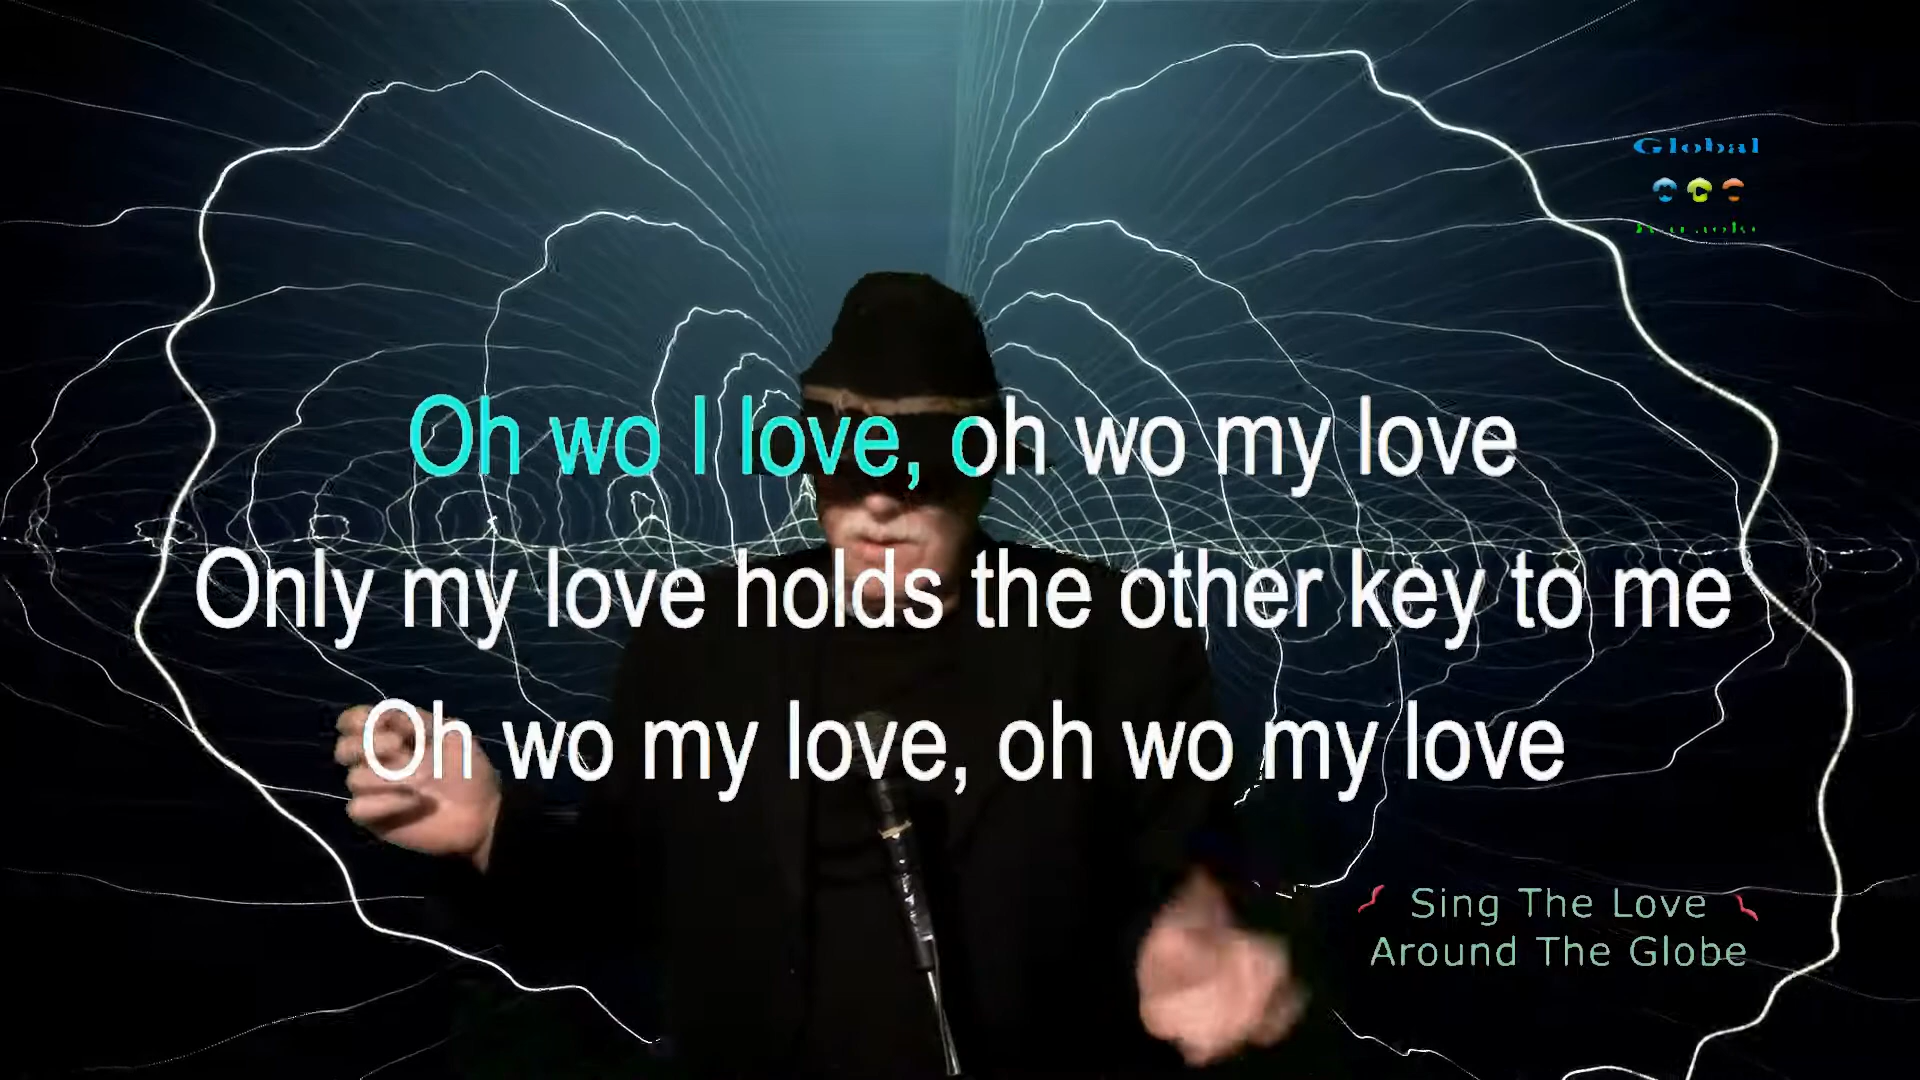 Global
Karaoke
Oh wo I love, oh wo my love
Only my love holds the other key to me
Oh wo my love, oh wo my love
Sing The Love
Around The Globe